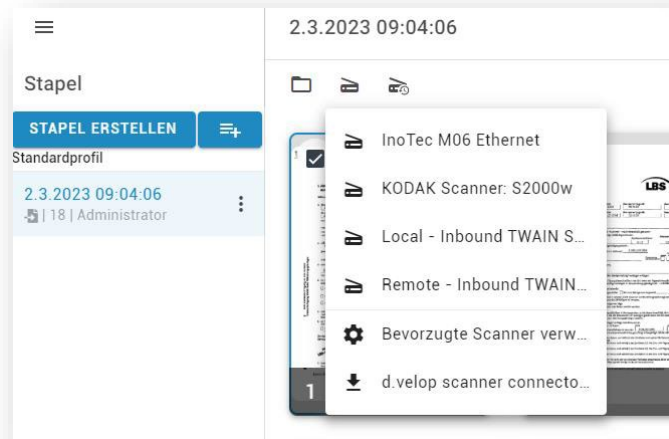 2.3.2023 09:04:06
Stapel
STAPEL ERSTELLEN
Standardprofil
2.3.2023 09:04:06
| 18 | Administrator
InoTec M06 Ethernet
KODAK Scanner: S2000w
Local - Inbound TWAIN S...
Remote - Inbound TWAIN...
Bevorzugte Scanner verw...
d.velop scanner connecto...
1
1
LBS